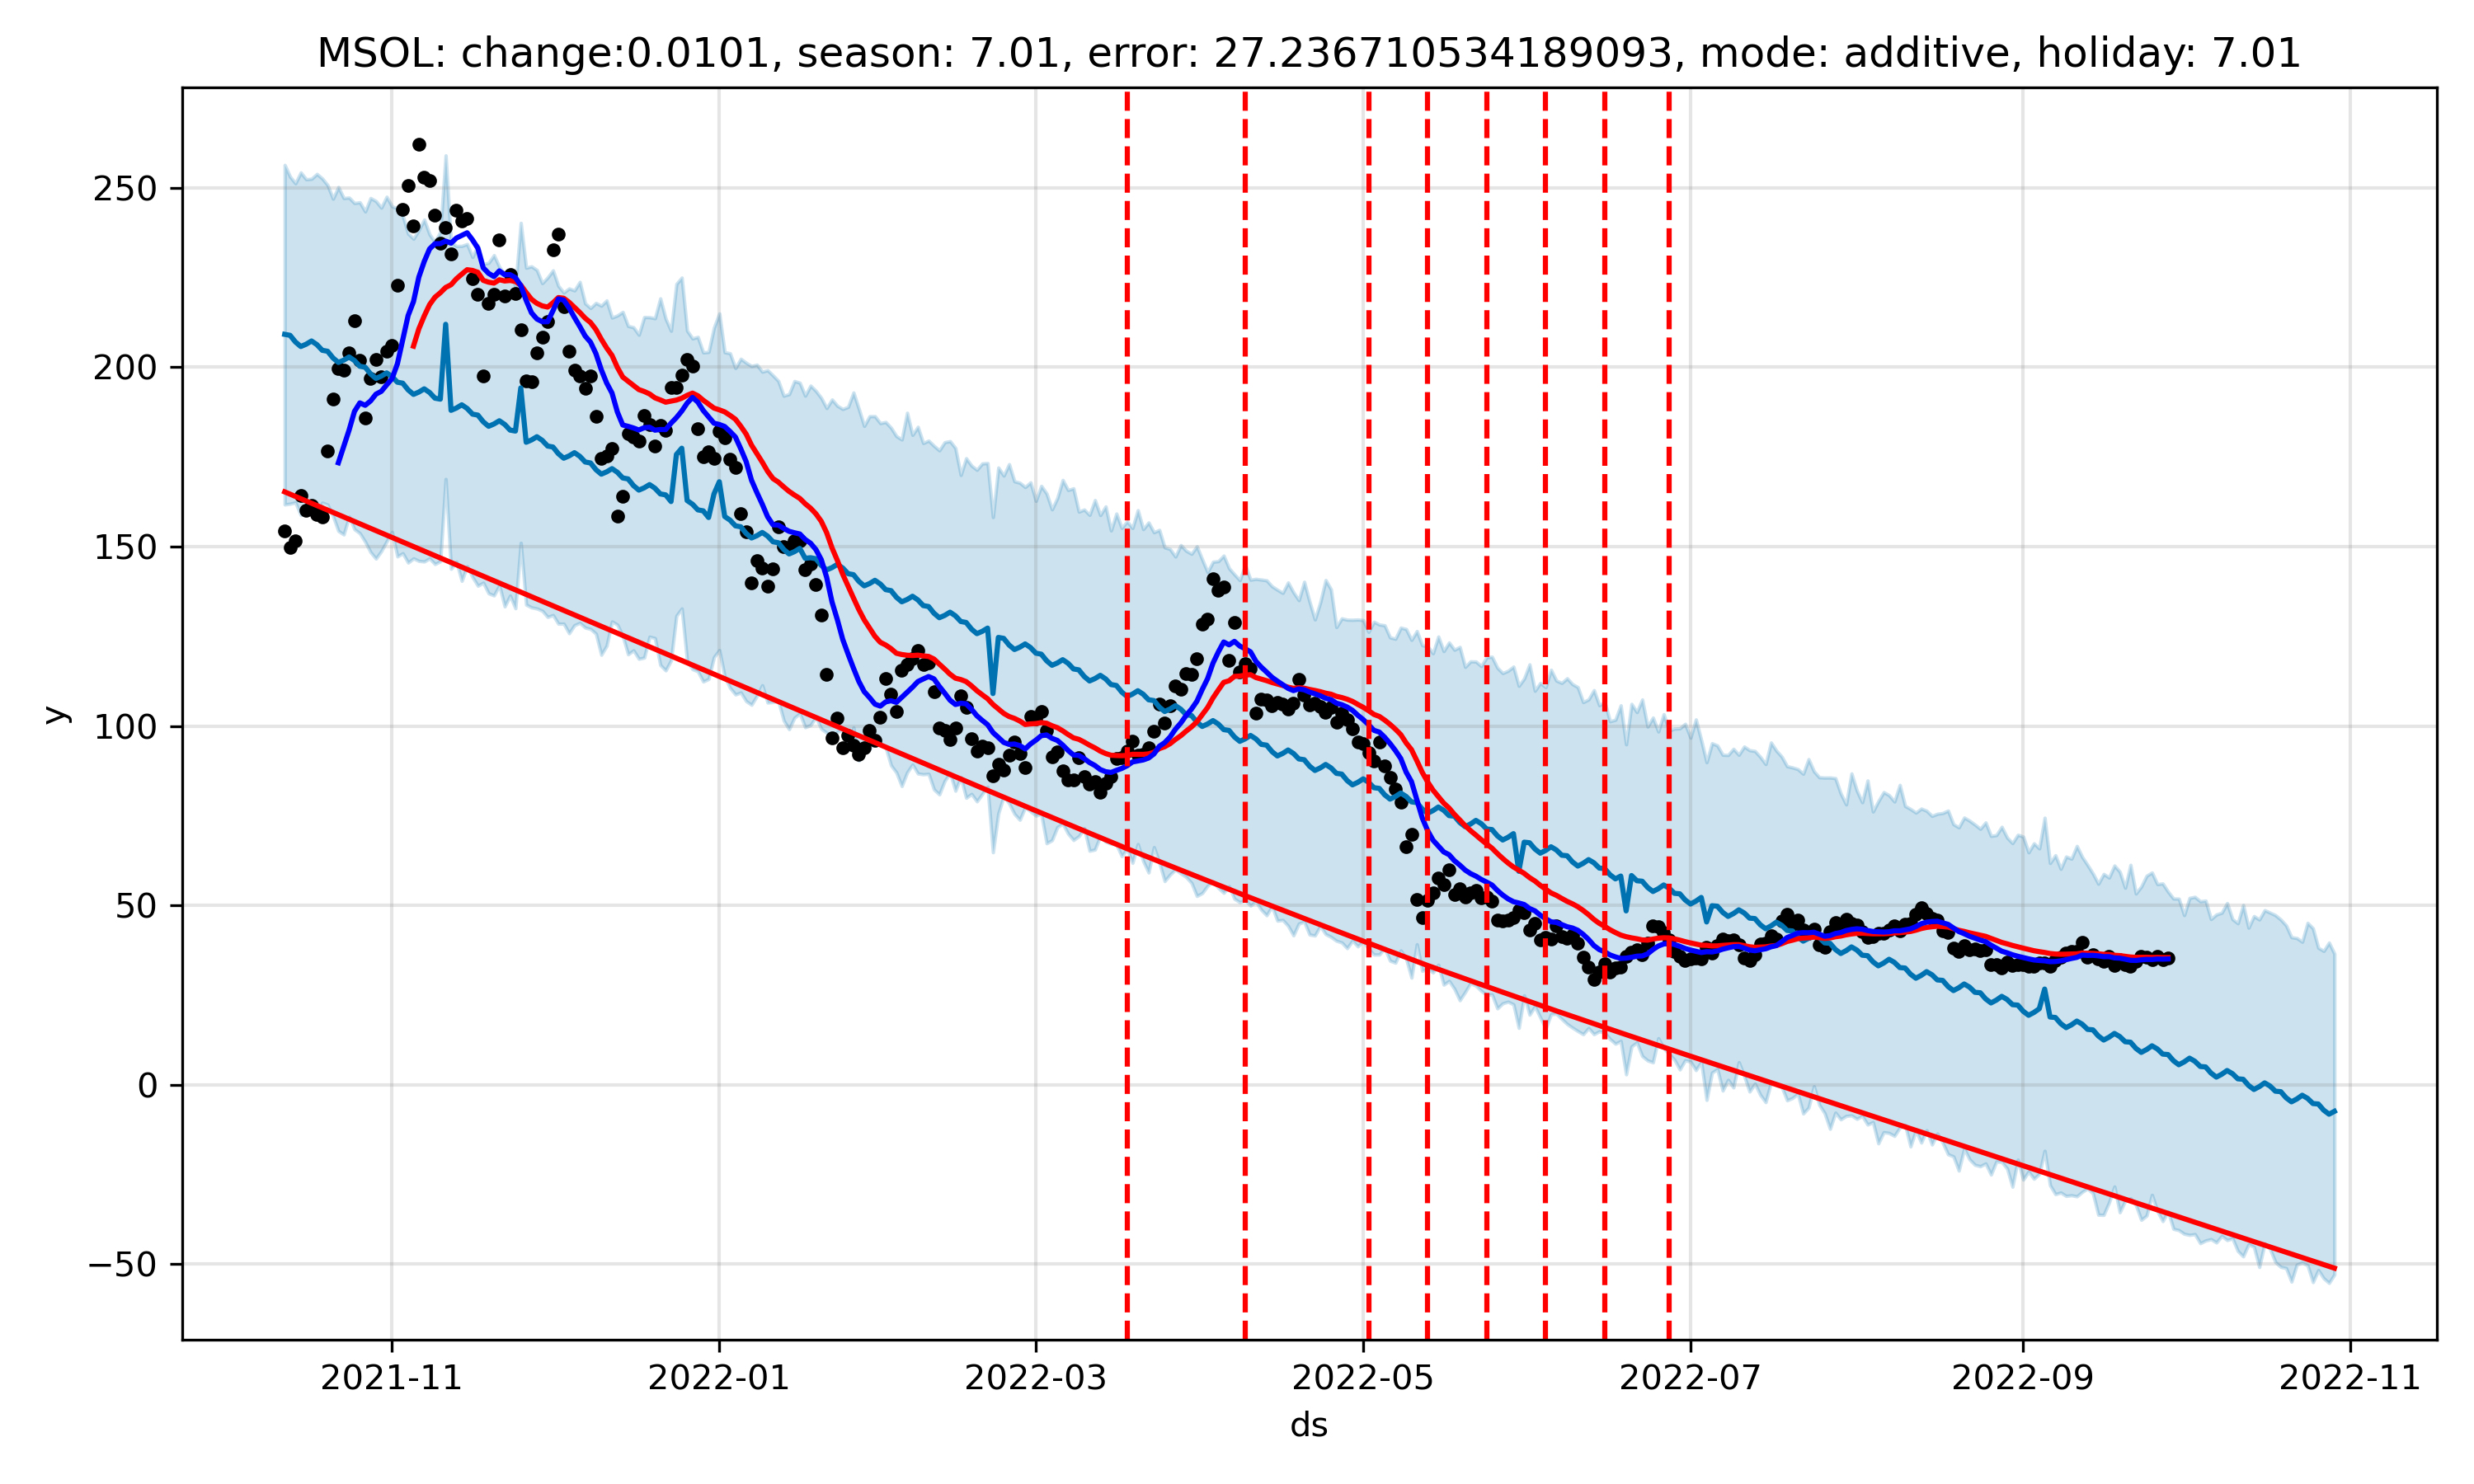 MSOL: change:0.0101, season: 7.01, error: 27.236710534189093, mode: additive, holiday: 7.01
y
250
200
150
100
50
0
−50
2021-11 2022-01 2022-03 2022-05 2022-07 2022-09 2022-11
ds